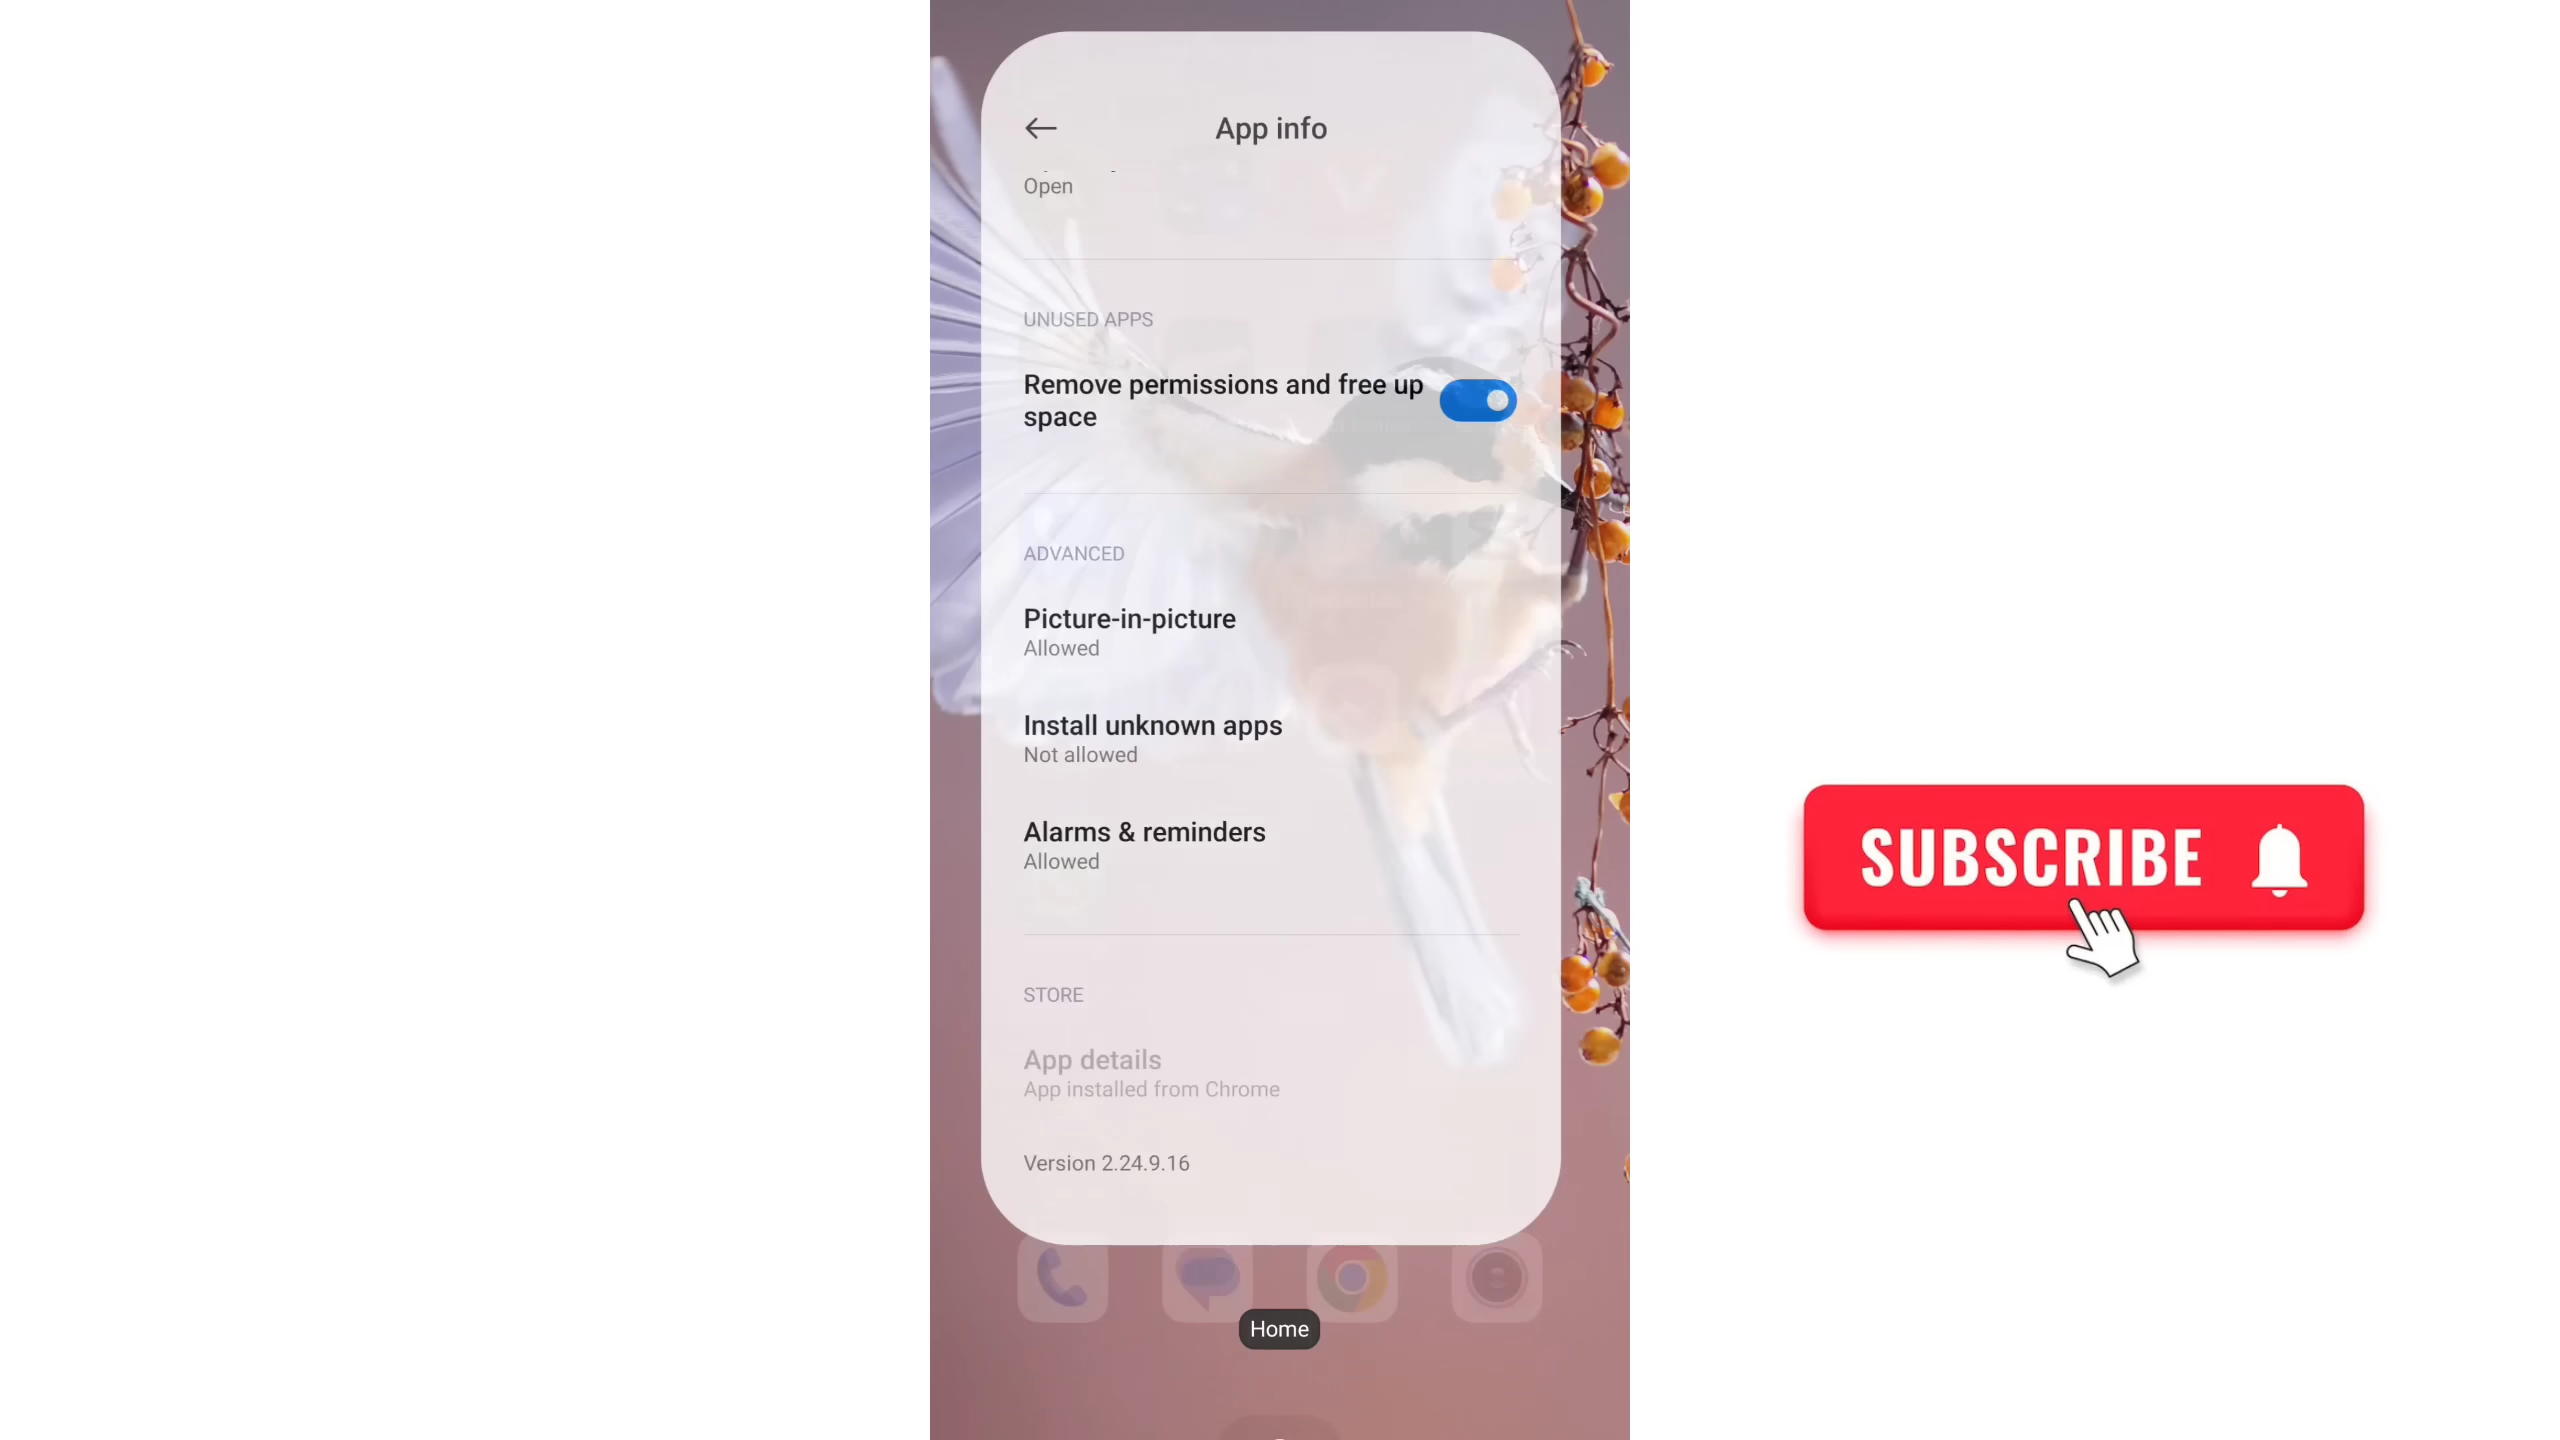 App info
Open
UNUSED APPS
Remove permissions and free up
space
ADVANCED
Picture-in-picture
Allowed
Install unknown apps
Not allowed
Alarms & reminders
Allowed
STORE
App details
App installed from Chrome
Version 2.24.9.16
Home
SUBSCRIBE